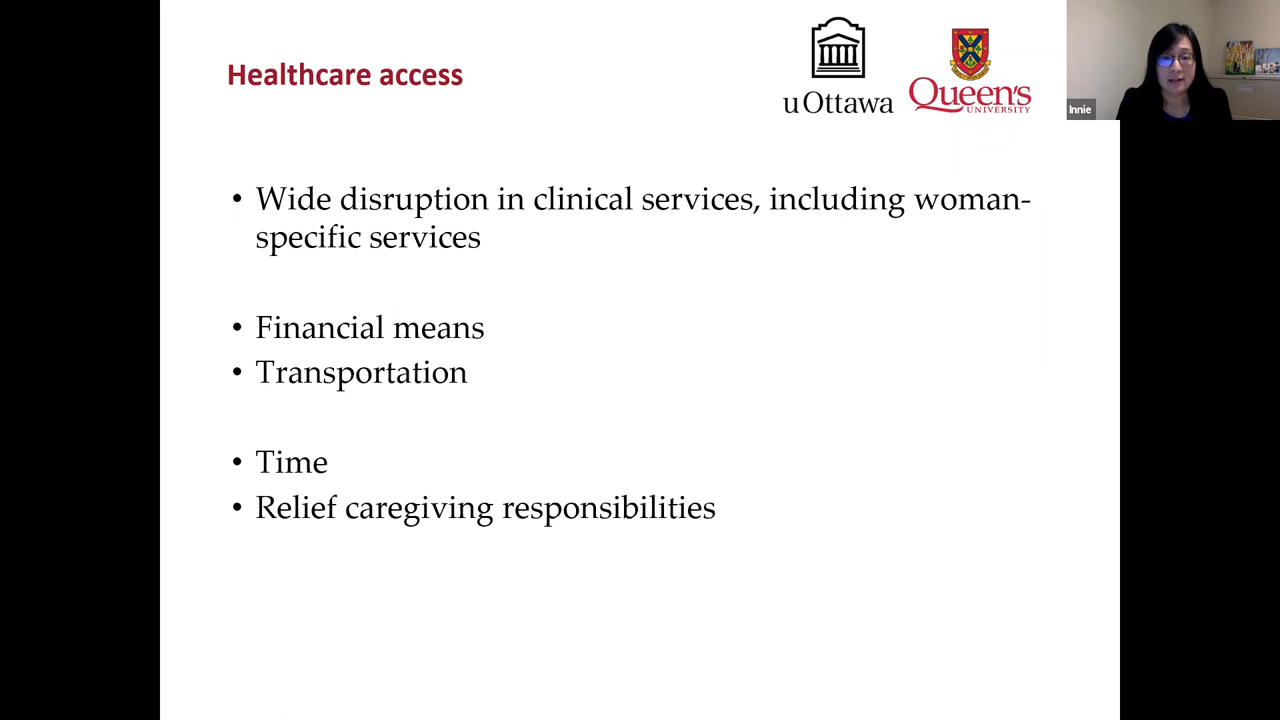 Healthcare access
uOttawa
Queen's
UNIVERSITY
Innie
• Wide disruption in clinical services, including woman-
specific services
• Financial means
• Transportation
• Time
• Relief caregiving responsibilities